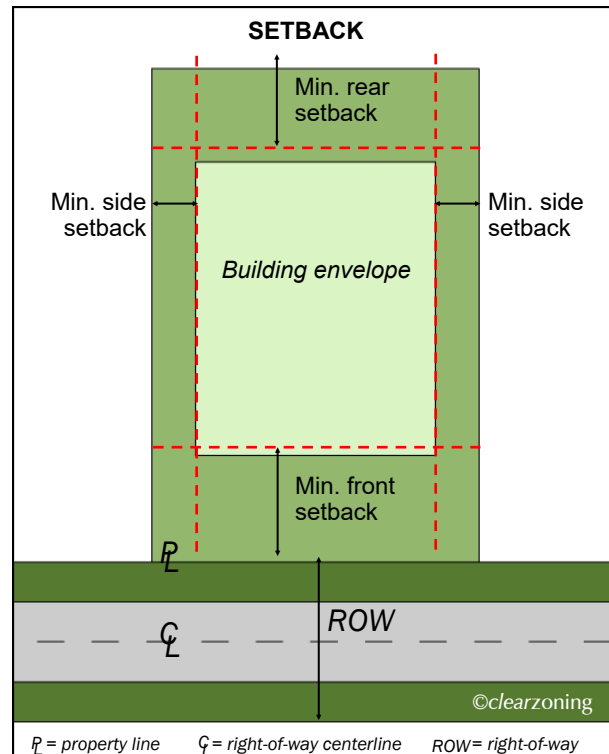 SETBACK
Min. rear
setback
Min. side
setback
Min. side
setback
Building envelope
Min. front
setback
PL
ROW
CL
©clearzoning
PL = property line CL = right-of-way centerline ROW= right-of-way